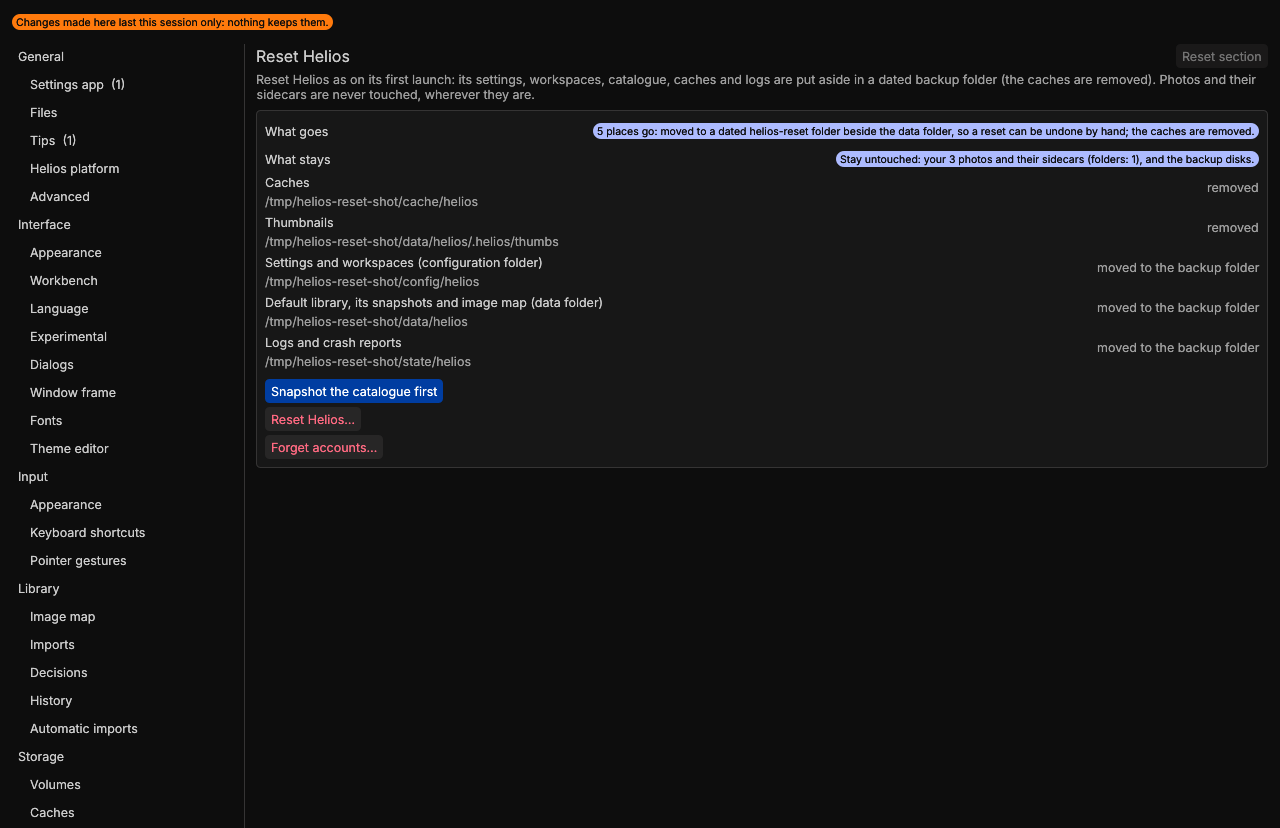 Changes made here last this session only: nothing keeps them.
General
Settings app (1)
Files
Tips (1)
Helios platform
Advanced
Interface
Appearance
Workbench
Language
Experimental
Dialogs
Window frame
Fonts
Theme editor
Input
Appearance
Keyboard shortcuts
Pointer gestures
Library
Image map
Imports
Decisions
History
Automatic imports
Storage
Volumes
Caches
Reset Helios
Reset section
Reset Helios as on its first launch: its settings, workspaces, catalogue, caches and logs are put aside in a dated backup folder (the caches are removed). Photos and their
sidecars are never touched, wherever they are.
What goes
5 places go: moved to a dated helios-reset folder beside the data folder, so a reset can be undone by hand; the caches are removed.
What stays
Stay untouched: your 3 photos and their sidecars (folders: 1), and the backup disks.
Caches
/tmp/helios-reset-shot/cache/helios
removed
Thumbnails
/tmp/helios-reset-shot/data/helios/.helios/thumbs
removed
Settings and workspaces (configuration folder)
/tmp/helios-reset-shot/config/helios
moved to the backup folder
Default library, its snapshots and image map (data folder)
/tmp/helios-reset-shot/data/helios
moved to the backup folder
Logs and crash reports
/tmp/helios-reset-shot/state/helios
moved to the backup folder
Snapshot the catalogue first
Reset Helios...
Forget accounts...